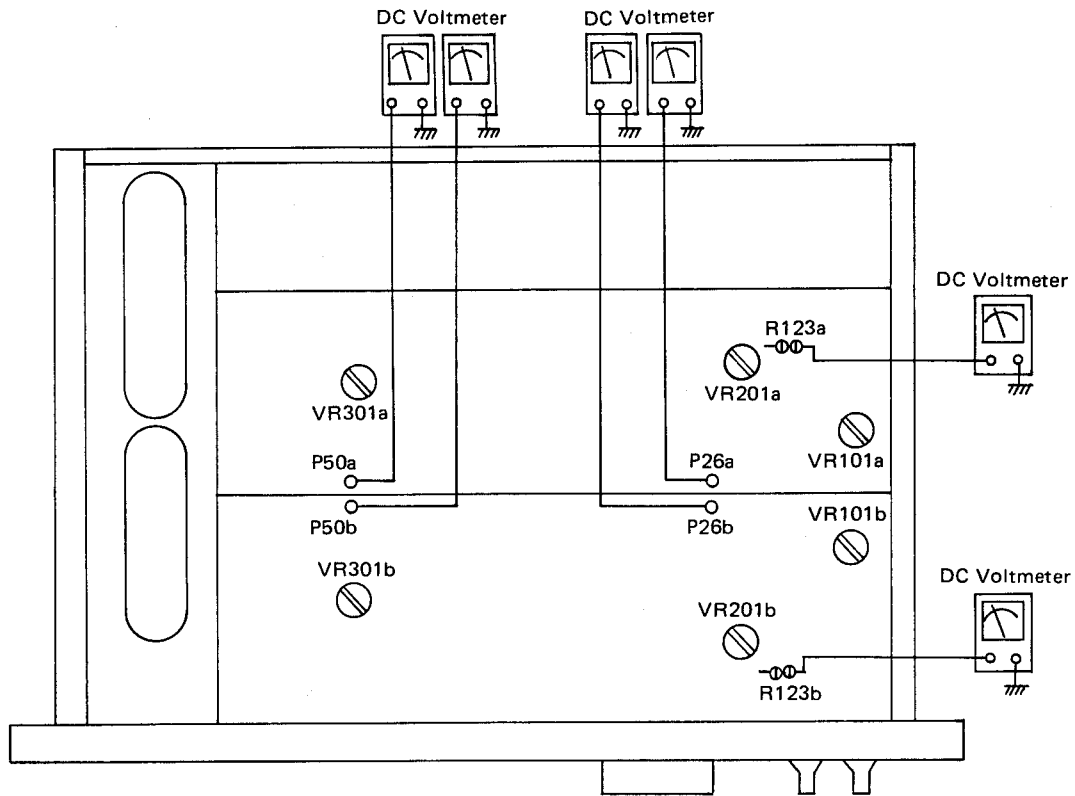 DC Voltmeter
DC Voltmeter
DC Voltmeter
R123a
VR201a
VR301a
VR101a
P50a
P26a
P50b
P26b
VR101b
VR301b
DC Voltmeter
VR201b
R123b